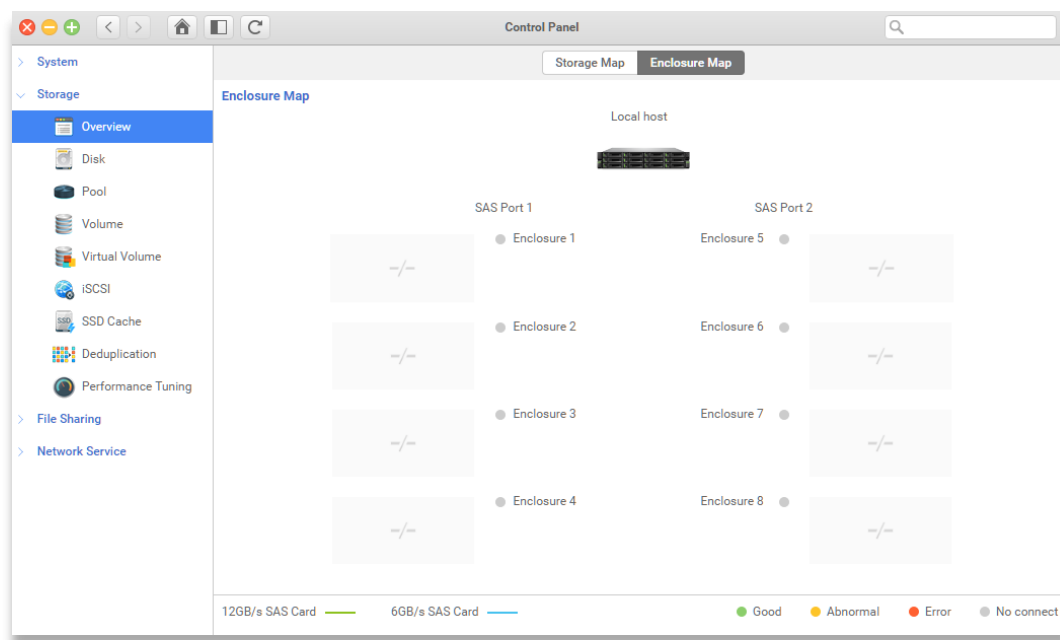 Control Panel
System
Storage Map Enclosure Map
Storage
Enclosure Map
Overview
Disk
Pool
Volume
Virtual Volume
iSCSI
SSD Cache
SSD
Deduplication
Performance Tuning
File Sharing
Network Service
Local host
SAS Port 1 SAS Port 2
Enclosure 1 Enclosure 5
-/- -/-
Enclosure 2 Enclosure 6
-/- -/-
Enclosure 3 Enclosure 7
-/- -/-
Enclosure 4 Enclosure 8
-/- -/-
12GB/s SAS Card 6GB/s SAS Card Good Abnormal Error No connect